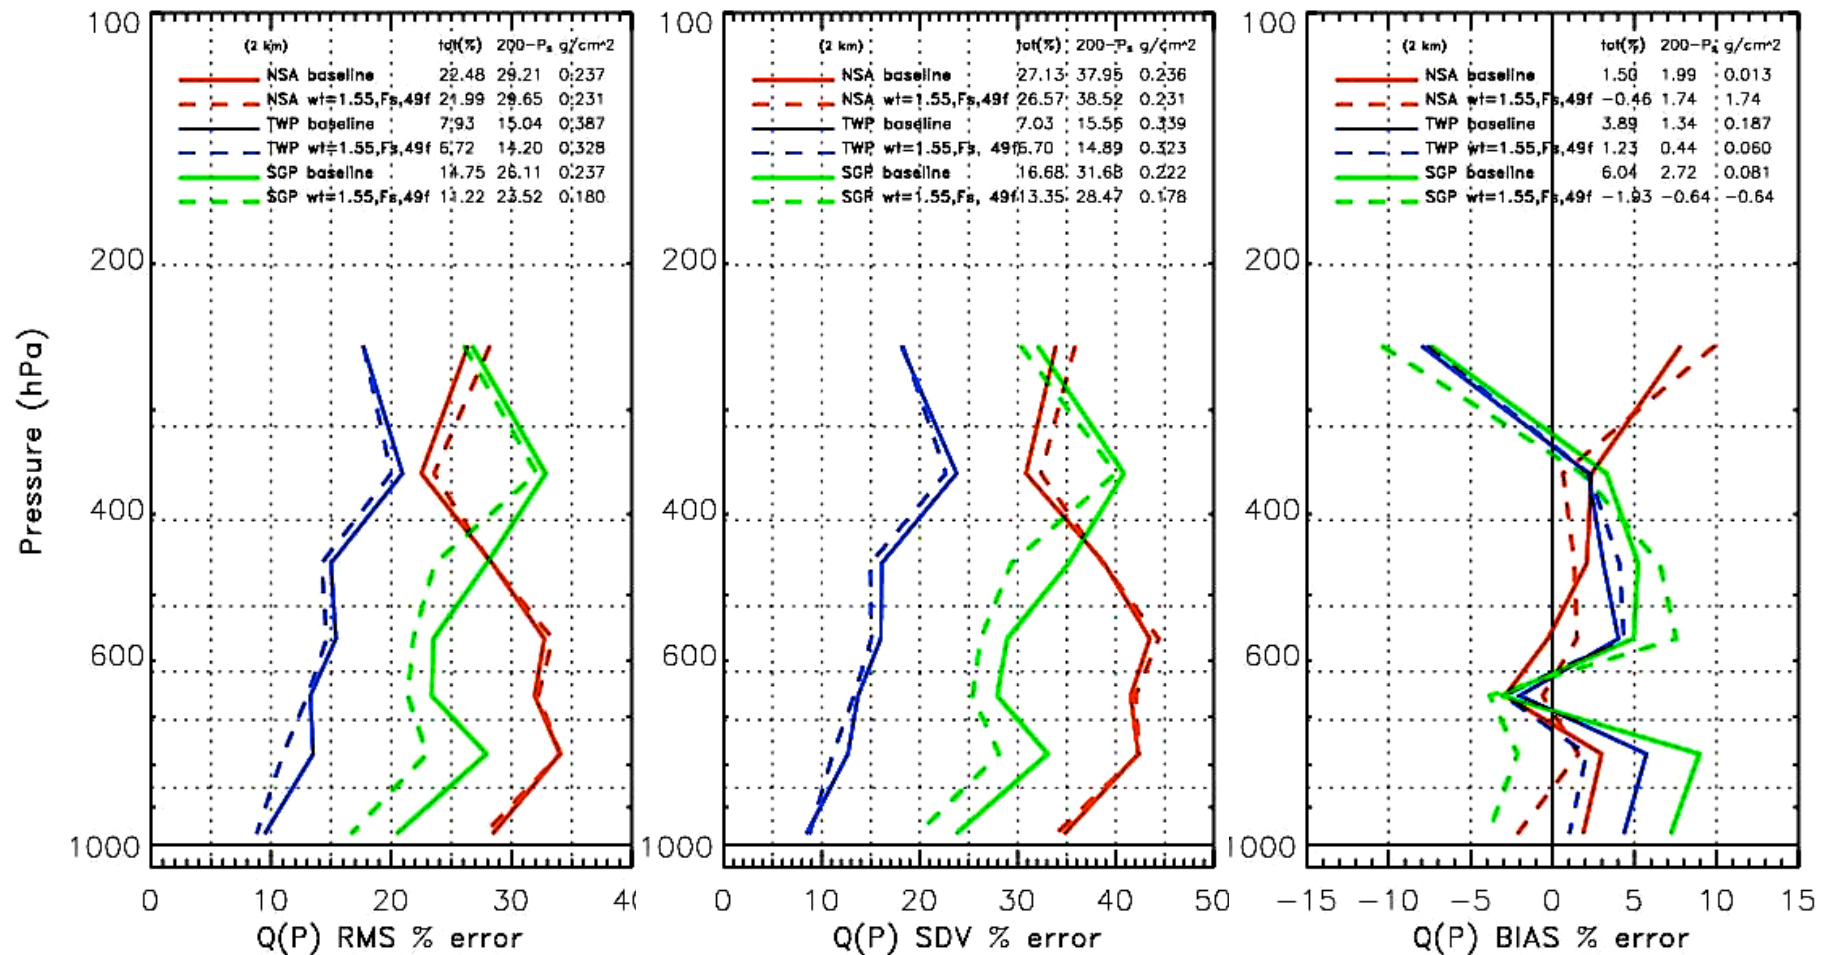 Pressure (hPa)
100
200
400
600
1000
(2 km) tot(%) 200-Ps g/cm^2
NSA baseline 22.48 29.21 0.237
NSA wt=1.55,Fs,49f 21.99 29.65 0.231
TWP baseline 7.93 15.04 0.387
TWP wt=1.55,Fs,49f 6.72 14.20 0.328
SGP baseline 14.75 26.11 0.237
SGP wt=1.55,Fs,49f 11.22 23.52 0.180
0 10 20 30 40
Q(P) RMS % error
100
200
400
600
1000
(2 km) tot(%) 200-Ps g/cm^2
NSA baseline 27.13 37.95 0.236
NSA wt=1.55,Fs,49f 26.57 38.52 0.231
TWP baseline 7.03 15.56 0.339
TWP wt=1.55,Fs, 49f 6.70 14.89 0.323
SGP baseline 16.68 31.68 0.222
SGP wt=1.55,Fs, 49f 13.35 28.47 0.178
0 10 20 30 40 50
Q(P) SDV % error
100
200
400
600
1000
(2 km) tot(%) 200-Ps g/cm^2
NSA baseline 1.50 1.99 0.013
NSA wt=1.55,Fs,49f -0.46 1.74 1.74
TWP baseline 3.89 1.34 0.187
TWP wt=1.55,Fs,49f 1.23 0.44 0.060
SGP baseline 6.04 2.72 0.081
SGP wt=1.55,Fs,49f -1.93 -0.64 -0.64
-15 -10 -5 0 5 10 15
Q(P) BIAS % error